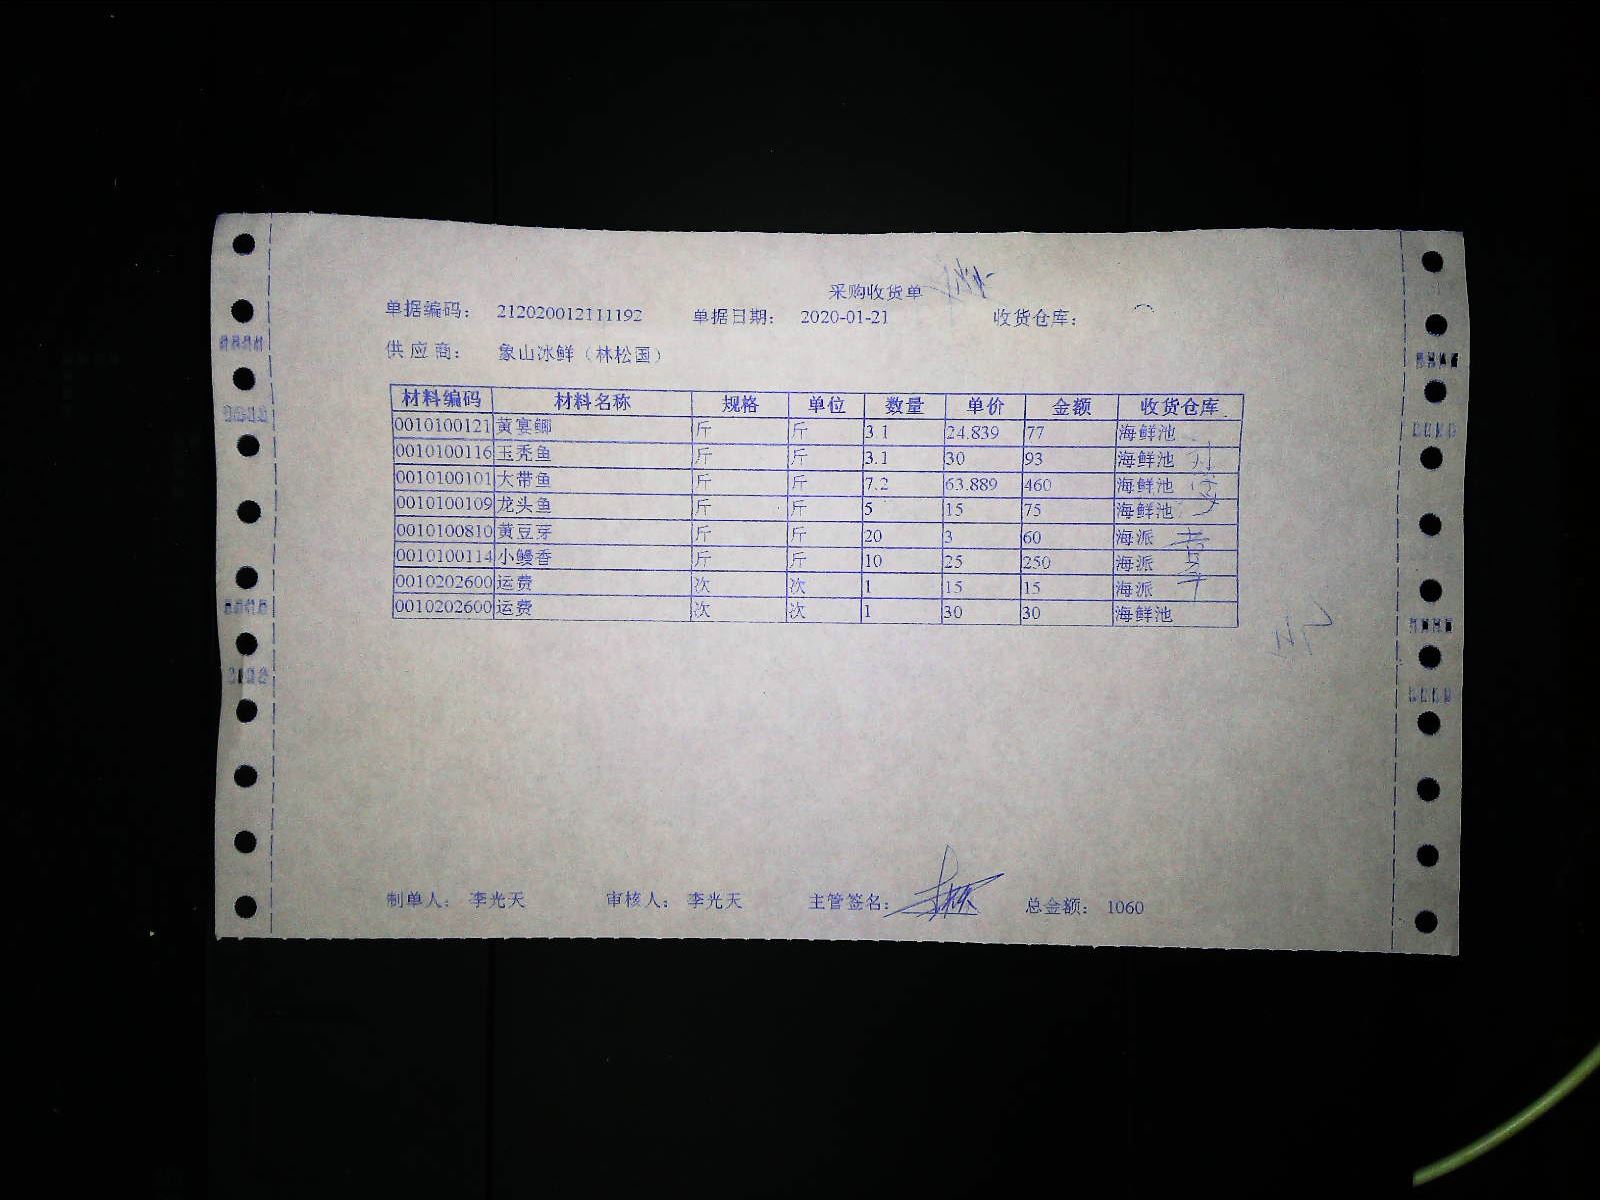 采购收货单
单据编码： 212020012111192 单据日期： 2020-01-21 收货仓库：
供 应 商： 象山冰鲜（林松国）
材料编码 材料名称 规格 单位 数量 单价 金额 收货仓库
0010100121 黄宴鲫 斤 斤 3.1 24.839 77 海鲜池
0010100116 玉秃鱼 斤 斤 3.1 30 93 海鲜池
0010100101 大带鱼 斤 斤 7.2 63.889 460 海鲜池
0010100109 龙头鱼 斤 斤 5 15 75 海鲜池
0010100810 黄豆芽 斤 斤 20 3 60 海派
0010100114 小鳗香 斤 斤 10 25 250 海派
0010202600 运费 次 次 1 15 15 海派
0010202600 运费 次 次 1 30 30 海鲜池
制单人： 李光天 审核人： 李光天 主管签名： 总金额： 1060